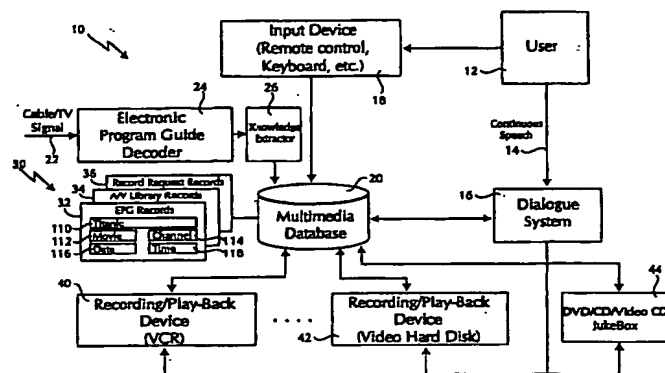 10
Input Device
(Remote control,
Keyboard, etc.)
18
User
12
24
26
Cable/TV
Signal
22
Electronic
Program Guide
Decoder
Knowledge
Extractor
Continuous
Speech
14
30
36
Record Request Records
34
A/V Library Records
32
EPG Records
110
112
Movie
Channel
114
116
Date
Time
118
20
Multimedia
Database
16
Dialogue
System
40
Recording/Play-Back
Device
(VCR)
. . . .
42
Recording/Play-Back
Device
(Video Hard Disk)
44
DVD/CD/Video CD
JukeBox